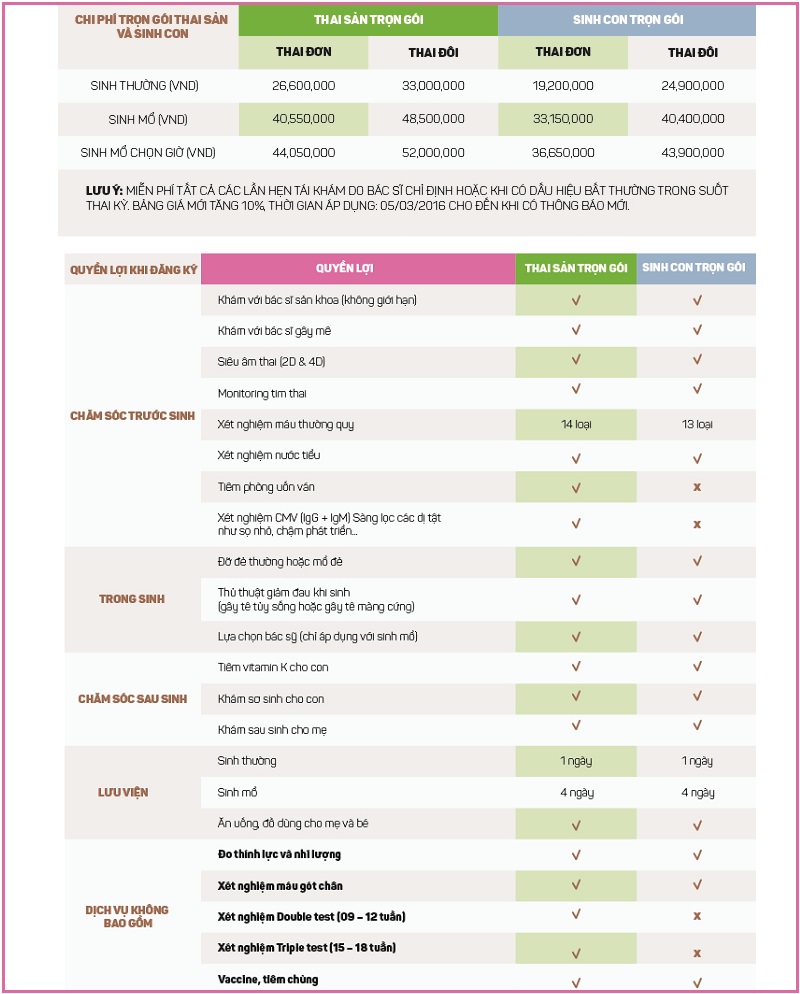 CHI PHÍ TRỌN GÓI THAI SẢN VÀ SINH CON
THAI SẢN TRỌN GÓI
SINH CON TRỌN GÓI
THAI ĐƠN THAI ĐÔI THAI ĐƠN THAI ĐÔI
SINH THƯỜNG (VND) 26,600,000 33,000,000 19,200,000 24,900,000
SINH MỔ (VND) 40,550,000 48,500,000 33,150,000 40,400,000
SINH MỔ CHỌN GIỜ (VND) 44,050,000 52,000,000 36,650,000 43,900,000
LƯU Ý: MIỄN PHÍ TẤT CẢ CÁC LẦN HẸN TÁI KHÁM DO BÁC SĨ CHỈ ĐỊNH HOẶC KHI CÓ DẤU HIỆU BẤT THƯỜNG TRONG SUỐT
THAI KỲ. BẢNG GIÁ MỚI TĂNG 10%, THỜI GIAN ÁP DỤNG: 05/03/2016 CHO ĐẾN KHI CÓ THÔNG BÁO MỚI.
QUYỀN LỢI KHI ĐĂNG KÝ QUYỀN LỢI THAI SẢN TRỌN GÓI SINH CON TRỌN GÓI
CHĂM SÓC TRƯỚC SINH
Khám với bác sĩ sản khoa (không giới hạn) √ √
Khám với bác sĩ gây mê √ √
Siêu âm thai (2D & 4D) √ √
Monitoring tim thai √ √
Xét nghiệm máu thường quy 14 loại 13 loại
Xét nghiệm nước tiểu √ √
Tiêm phòng uốn ván √ x
Xét nghiệm CMV (IgG + IgM) Sàng lọc các dị tật
như sọ nhỏ, chậm phát triển... √ x
TRONG SINH
Đỡ đẻ thường hoặc mổ đẻ √ √
Thủ thuật giảm đau khi sinh
(gây tê tủy sống hoặc gây tê màng cứng) √ √
Lựa chọn bác sỹ (chỉ áp dụng với sinh mổ) √ √
CHĂM SÓC SAU SINH
Tiêm vitamin K cho con √ √
Khám sơ sinh cho con √ √
Khám sau sinh cho mẹ √ √
LƯU VIỆN
Sinh thường 1 ngày 1 ngày
Sinh mổ 4 ngày 4 ngày
Ăn uống, đồ dùng cho mẹ và bé √ √
DỊCH VỤ KHÔNG
BAO GỒM
Đo thính lực và nhĩ lượng √ √
Xét nghiệm máu gót chân √ √
Xét nghiệm Double test (09 – 12 tuần) √ x
Xét nghiệm Triple test (15 – 18 tuần) √ x
Vaccine, tiêm chủng √ √